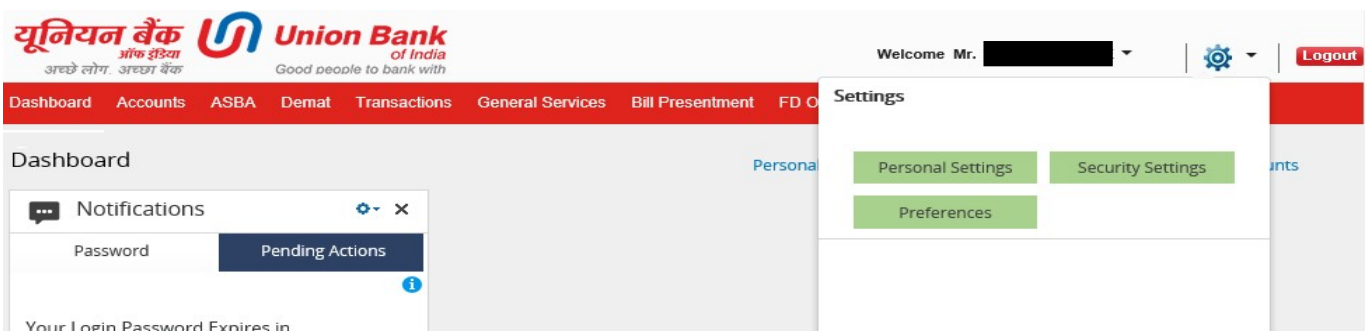 यूनियन बैंक
ऑफ इंडिया
अच्छे लोग. अच्छा बैंक
Union Bank
of India
Good people to bank with
Welcome Mr.
Logout
Dashboard Accounts ASBA Demat Transactions General Services Bill Presentment FD O
Settings
Dashboard
Persona
unts
Personal Settings Security Settings
Preferences
Notifications
Password Pending Actions
Your Login Password Expires in